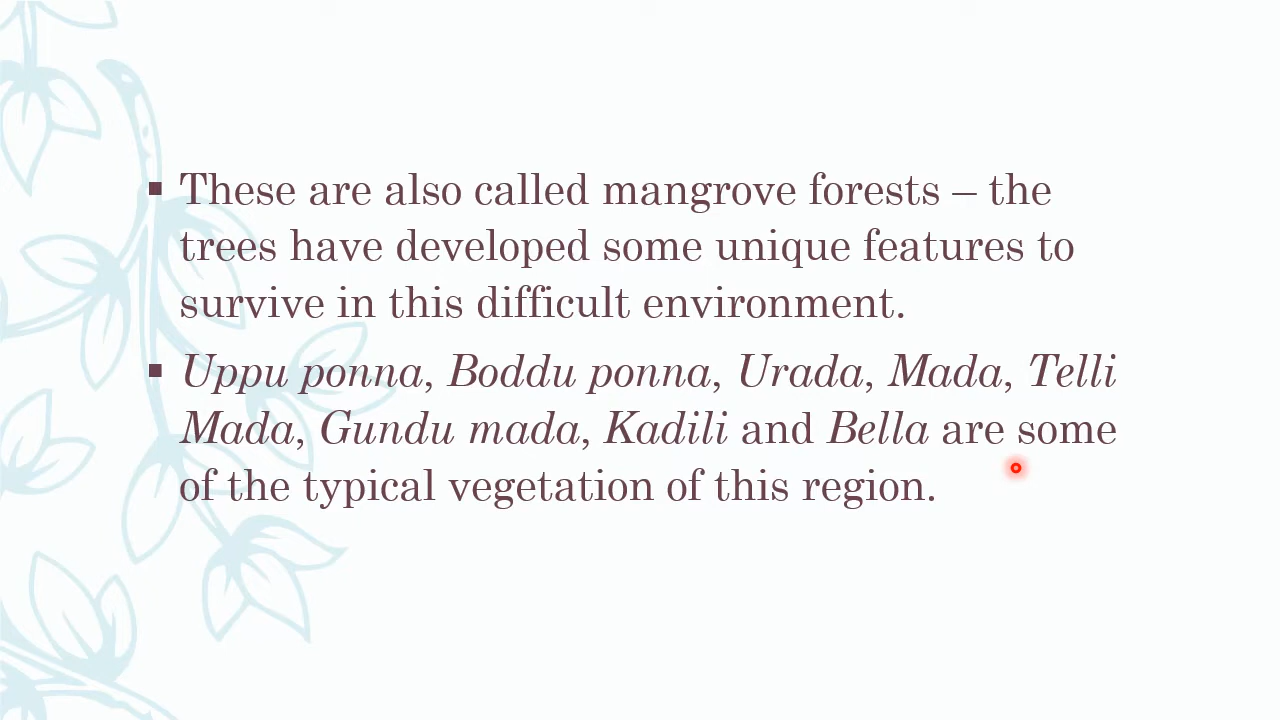 ▪ These are also called mangrove forests – the
trees have developed some unique features to
survive in this difficult environment.
▪ Uppu ponna, Boddu ponna, Urada, Mada, Telli
Mada, Gundu mada, Kadili and Bella are some
of the typical vegetation of this region.